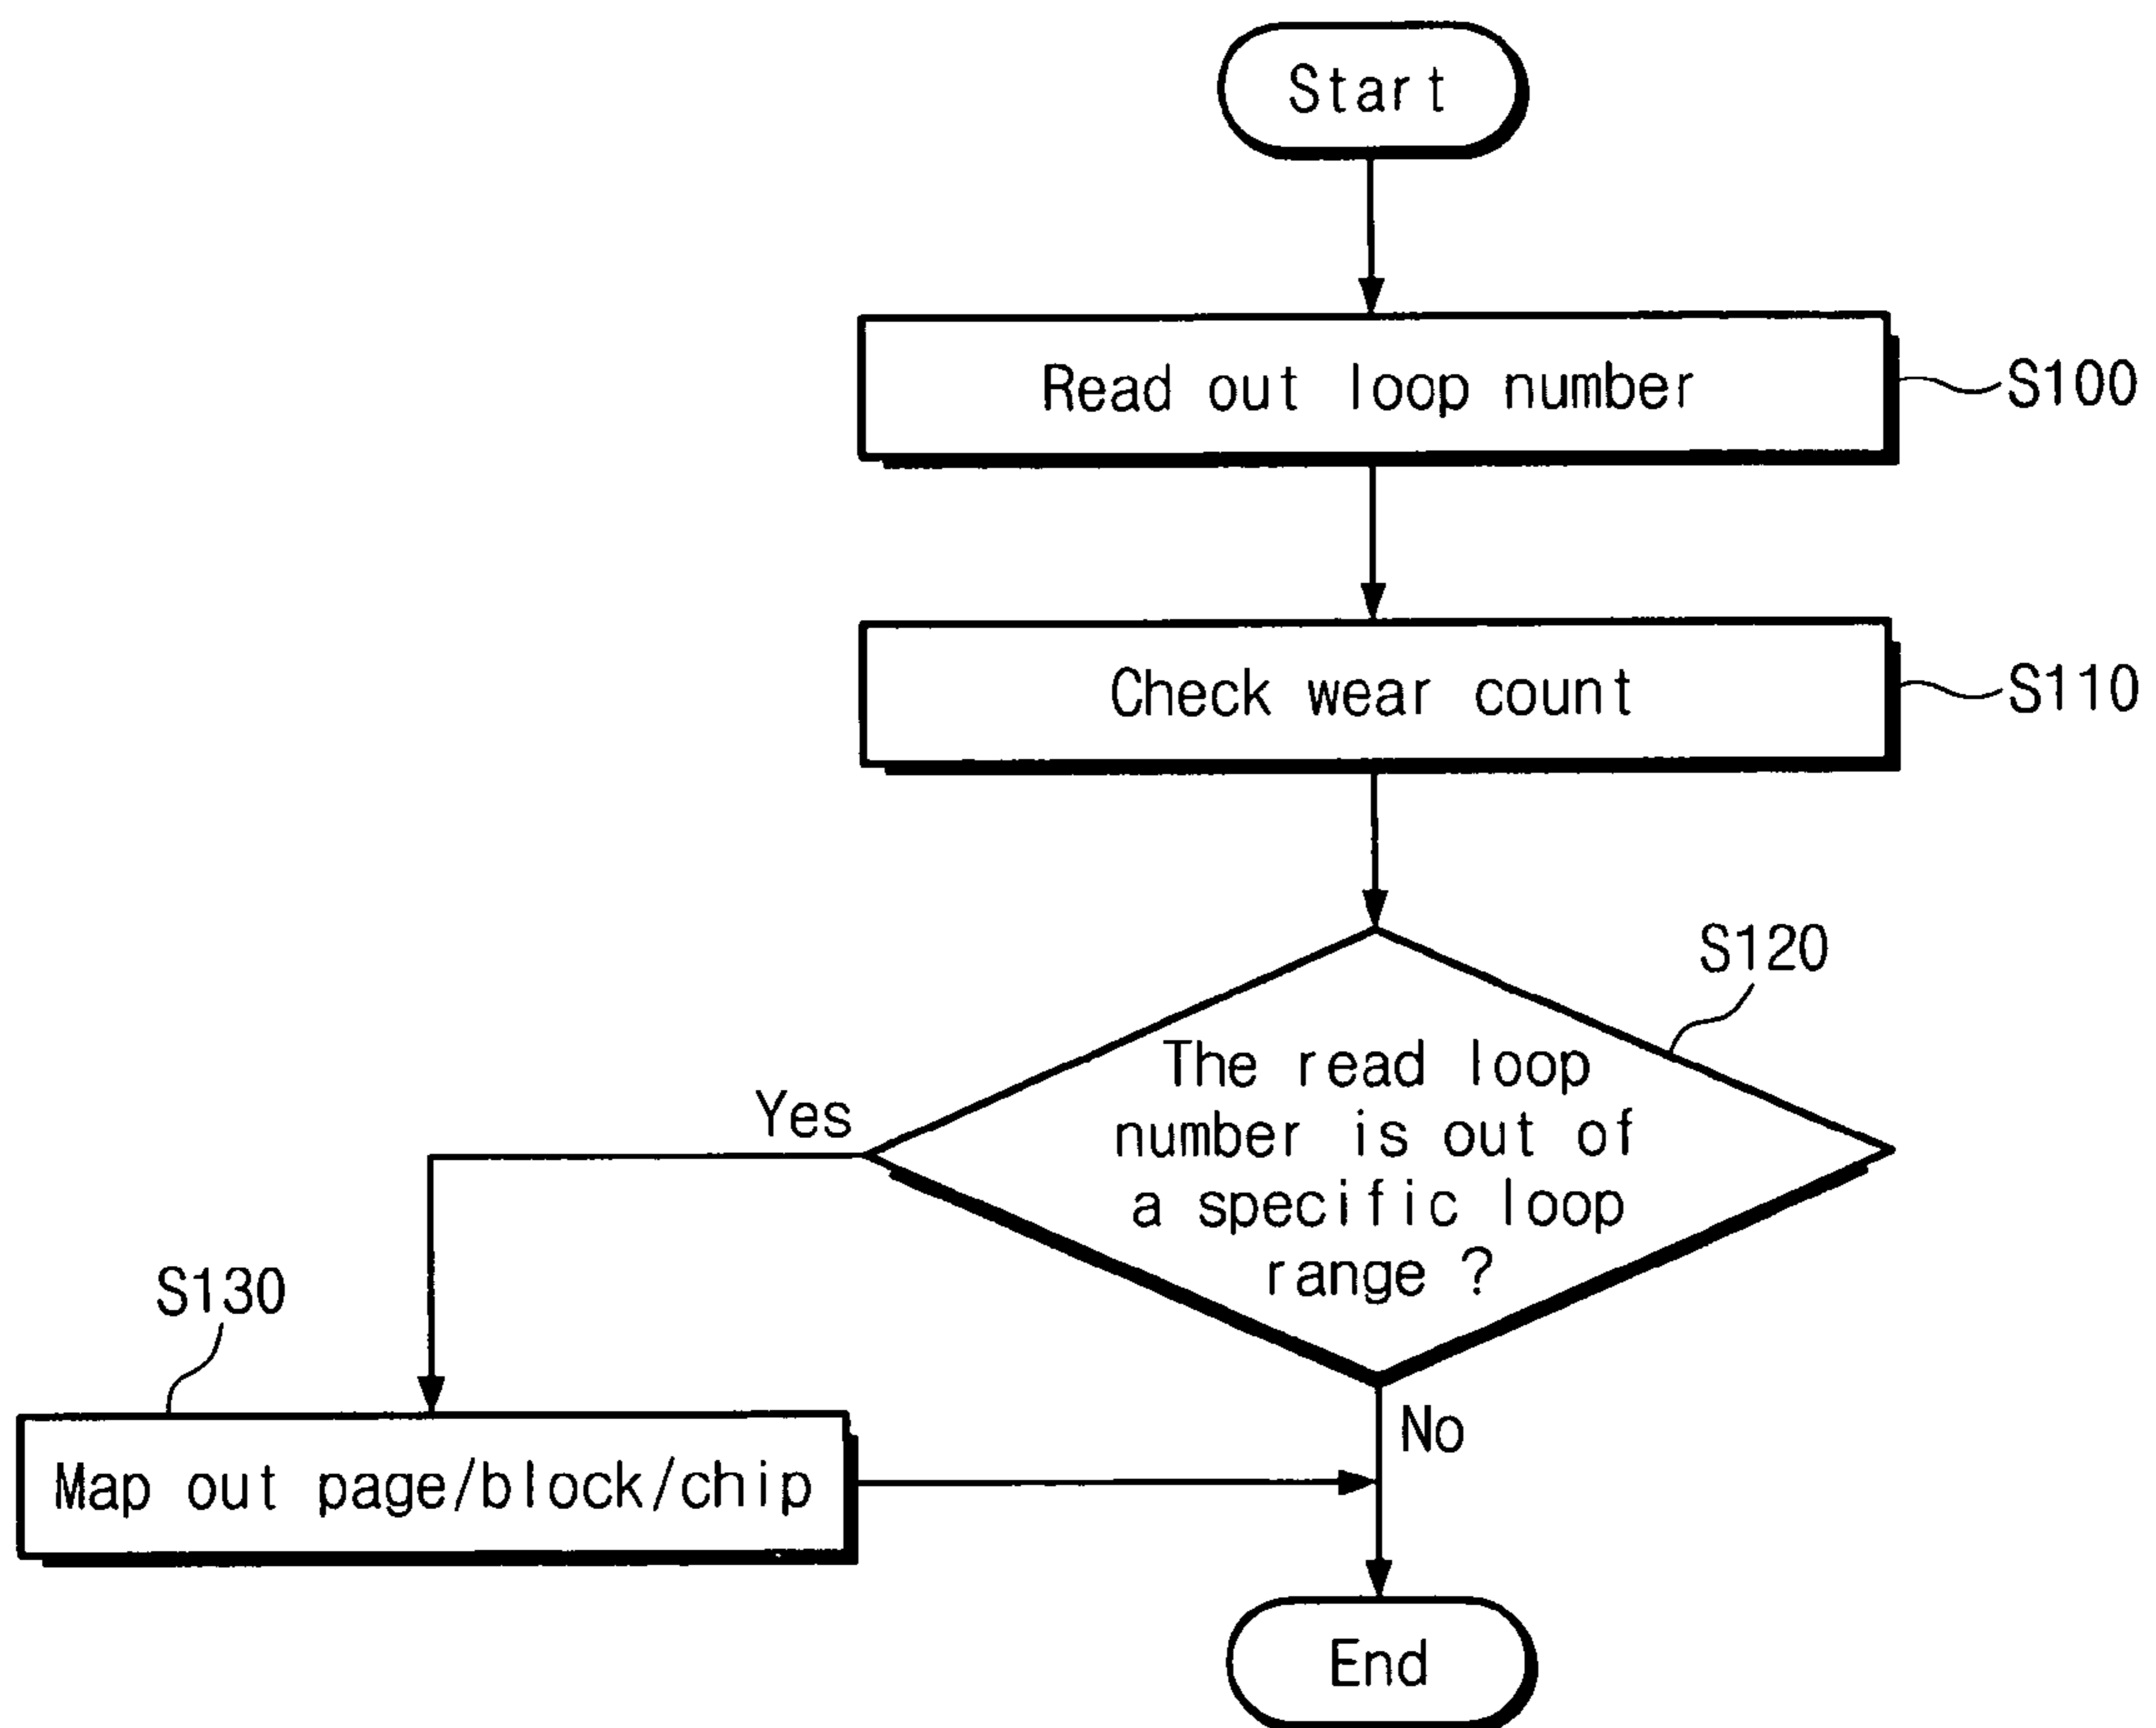 Start
Read out loop number
S100
Check wear count
S110
S120
The read loop
number is out of
a specific loop
range ?
Yes
S130
No
Map out page/block/chip
End